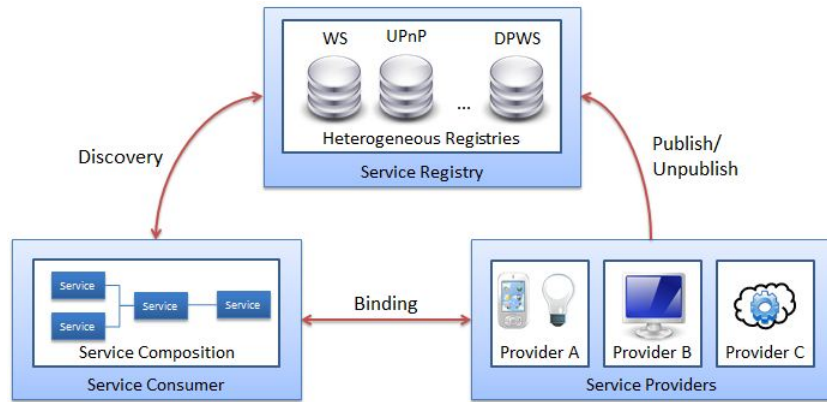 WS UPnP DPWS
...
Heterogeneous Registries
Service Registry
Discovery
Publish/
Unpublish
Service
Service
Service
Service
Service Composition
Service Consumer
Binding
Provider A
Provider B
Provider C
Service Providers